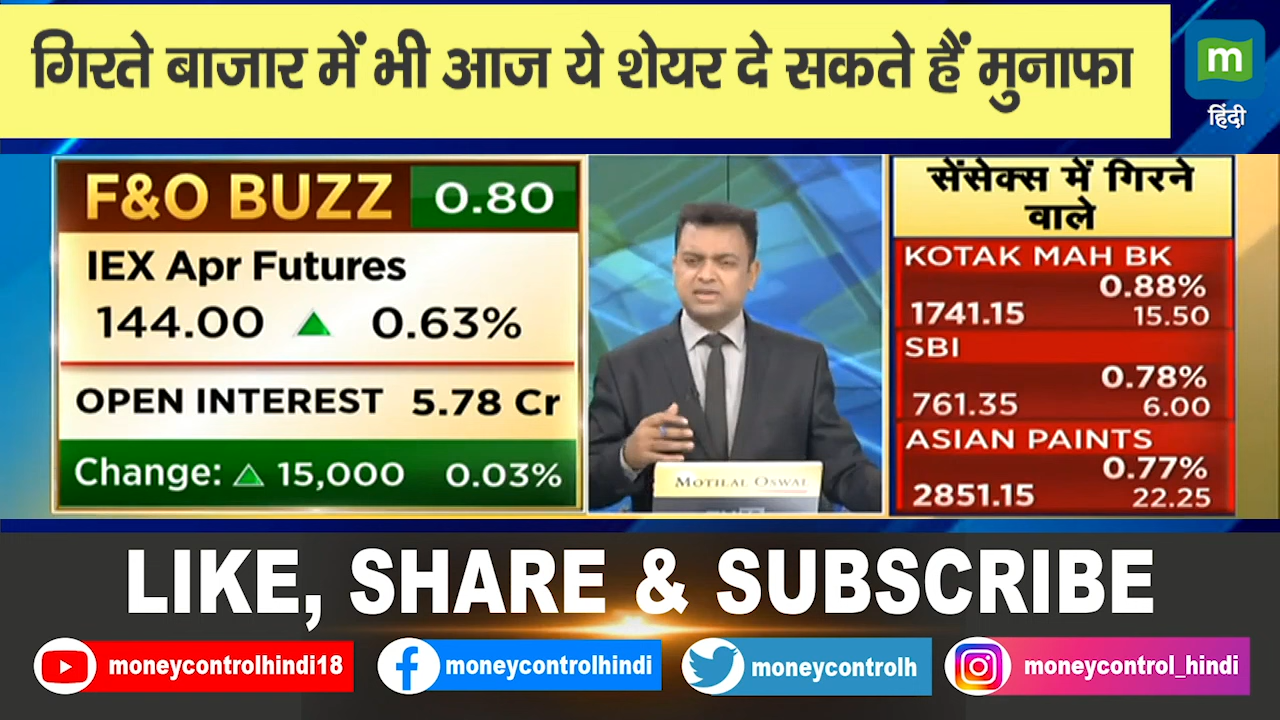 गिरते बाजार में भी आज ये शेयर दे सकते हैं मुनाफा
m
हिंदी
F&O BUZZ 0.80
IEX Apr Futures
144.00 ▲ 0.63%
OPEN INTEREST 5.78 Cr
Change: ▲ 15,000 0.03%
MOTILAL OSWAL
सेंसेक्स में गिरने
वाले
KOTAK MAH BK
0.88%
1741.15 15.50
SBI
0.78%
761.35 6.00
ASIAN PAINTS
0.77%
2851.15 22.25
LIKE, SHARE & SUBSCRIBE
moneycontrolhindi18 moneycontrolhindi moneycontrolh moneycontrol_hindi